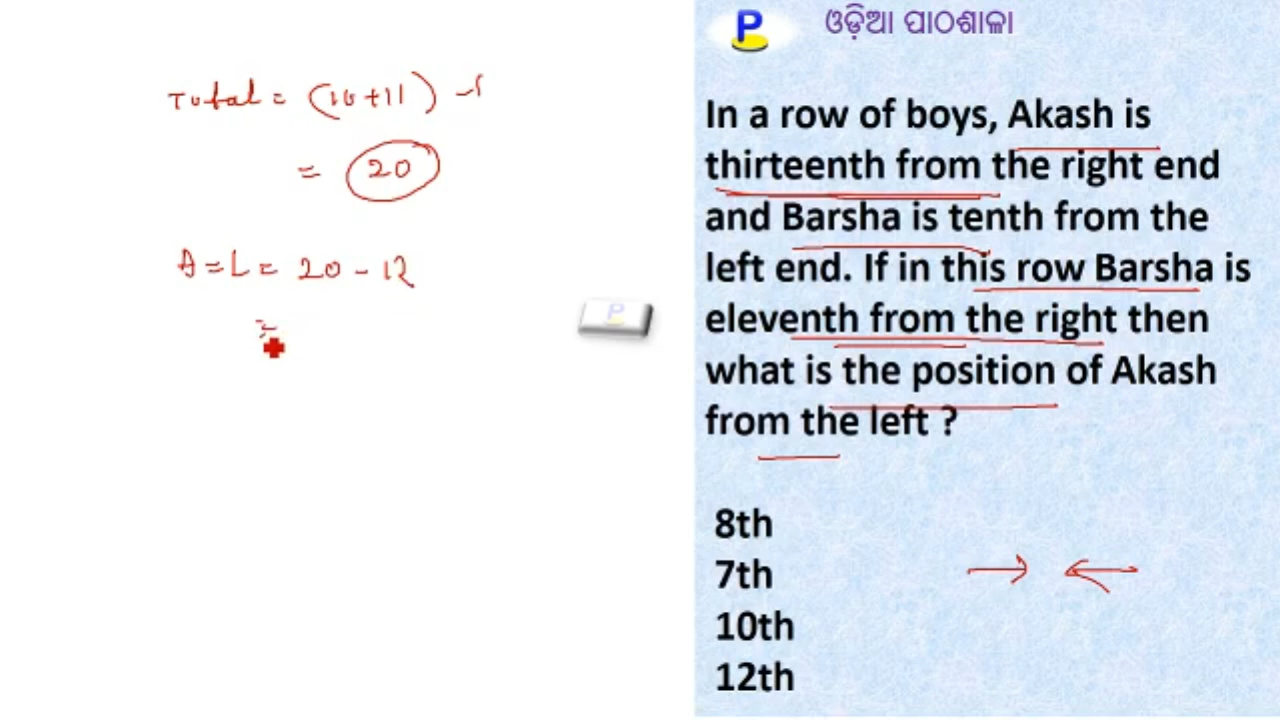 Total = (10+11) -1
= 20
A = L = 20 - 12
=
P
P
ଓଡ଼ିଆ ପାଠଶାଳା
In a row of boys, Akash is
thirteenth from the right end
and Barsha is tenth from the
left end. If in this row Barsha is
eleventh from the right then
what is the position of Akash
from the left ?
8th
7th
10th
12th